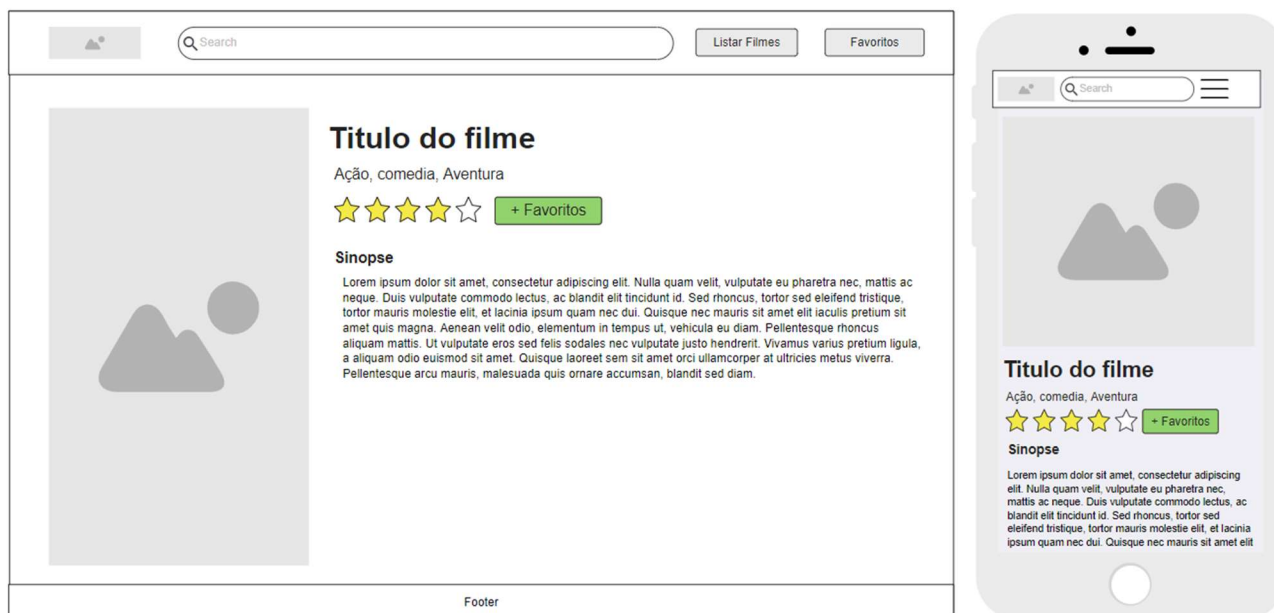 Search
Listar Filmes
Favoritos
Titulo do filme
Ação, comedia, Aventura
+ Favoritos
Sinopse
Lorem ipsum dolor sit amet, consectetur adipiscing elit. Nulla quam velit, vulputate eu pharetra nec, mattis ac
neque. Duis vulputate commodo lectus, ac blandit elit tincidunt id. Sed rhoncus, tortor sed eleifend tristique,
tortor mauris molestie elit, et lacinia ipsum quam nec dui. Quisque nec mauris sit amet elit iaculis pretium sit
amet quis magna. Aenean velit odio, elementum in tempus ut, vehicula eu diam. Pellentesque rhoncus
aliquam mattis. Ut vulputate eros sed felis sodales nec vulputate justo hendrerit. Vivamus varius pretium ligula,
a aliquam odio euismod sit amet. Quisque laoreet sem sit amet orci ullamcorper at ultricies metus viverra.
Pellentesque arcu mauris, malesuada quis ornare accumsan, blandit sed diam.
Footer
Search
Titulo do filme
Ação, comedia, Aventura
+ Favoritos
Sinopse
Lorem ipsum dolor sit amet, consectetur adipiscing
elit. Nulla quam velit, vulputate eu pharetra nec,
mattis ac neque. Duis vulputate commodo lectus, ac
blandit elit tincidunt id. Sed rhoncus, tortor sed
eleifend tristique, tortor mauris molestie elit, et lacinia
ipsum quam nec dui. Quisque nec mauris sit amet elit